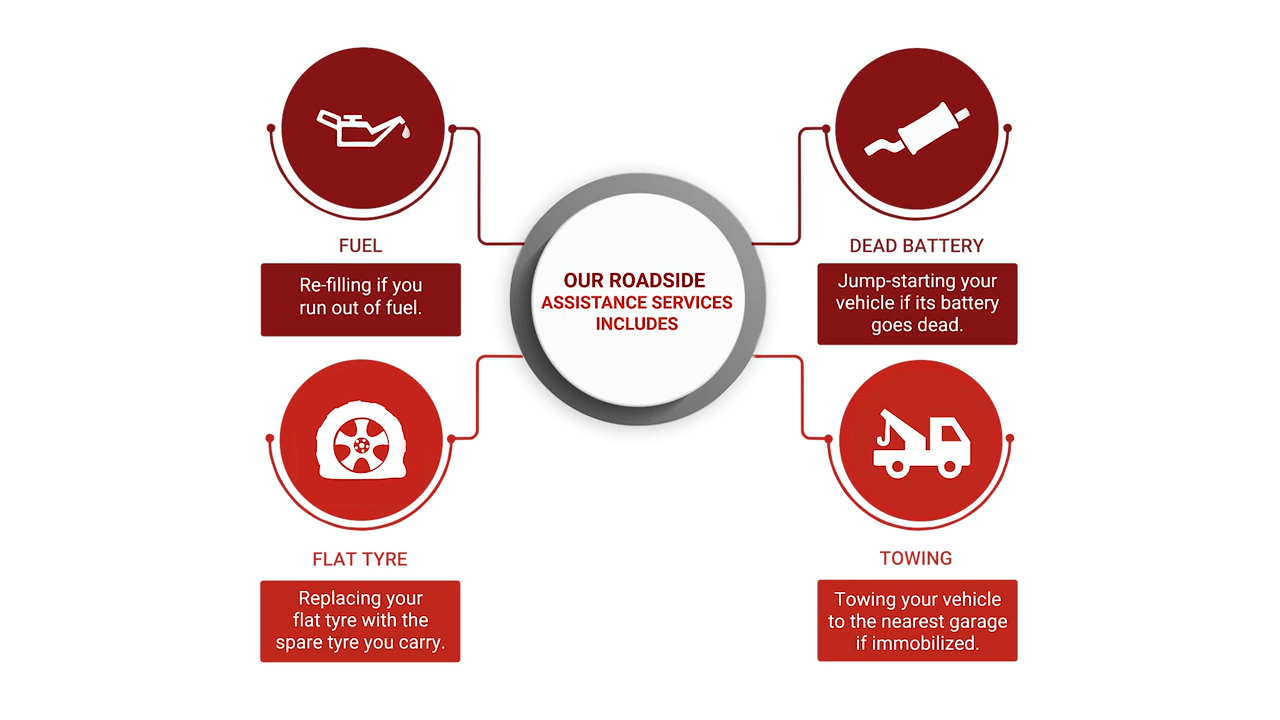 OUR ROADSIDE
ASSISTANCE SERVICES
INCLUDES
FUEL
Re-filling if you
run out of fuel.
DEAD BATTERY
Jump-starting your
vehicle if its battery
goes dead.
FLAT TYRE
Replacing your
flat tyre with the
spare tyre you carry.
TOWING
Towing your vehicle
to the nearest garage
if immobilized.